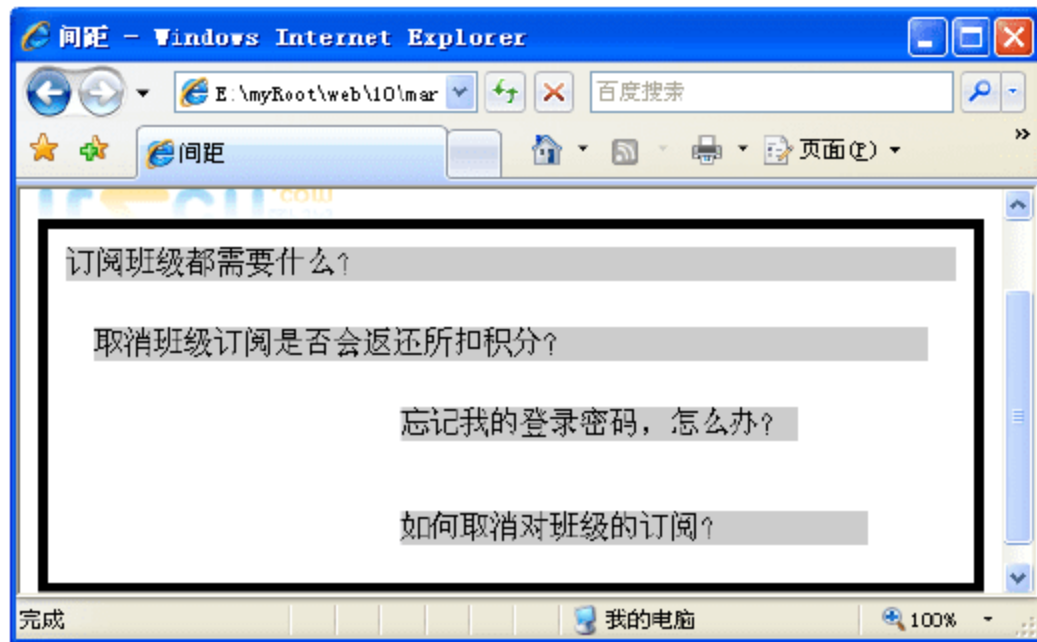 间距 - Windows Internet Explorer
E:\myRoot\web\10\mar
百度搜索
间距
页面(P)
.com
订阅班级都需要什么?
取消班级订阅是否会返还所扣积分?
忘记我的登录密码，怎么办?
如何取消对班级的订阅?
完成
我的电脑
100%